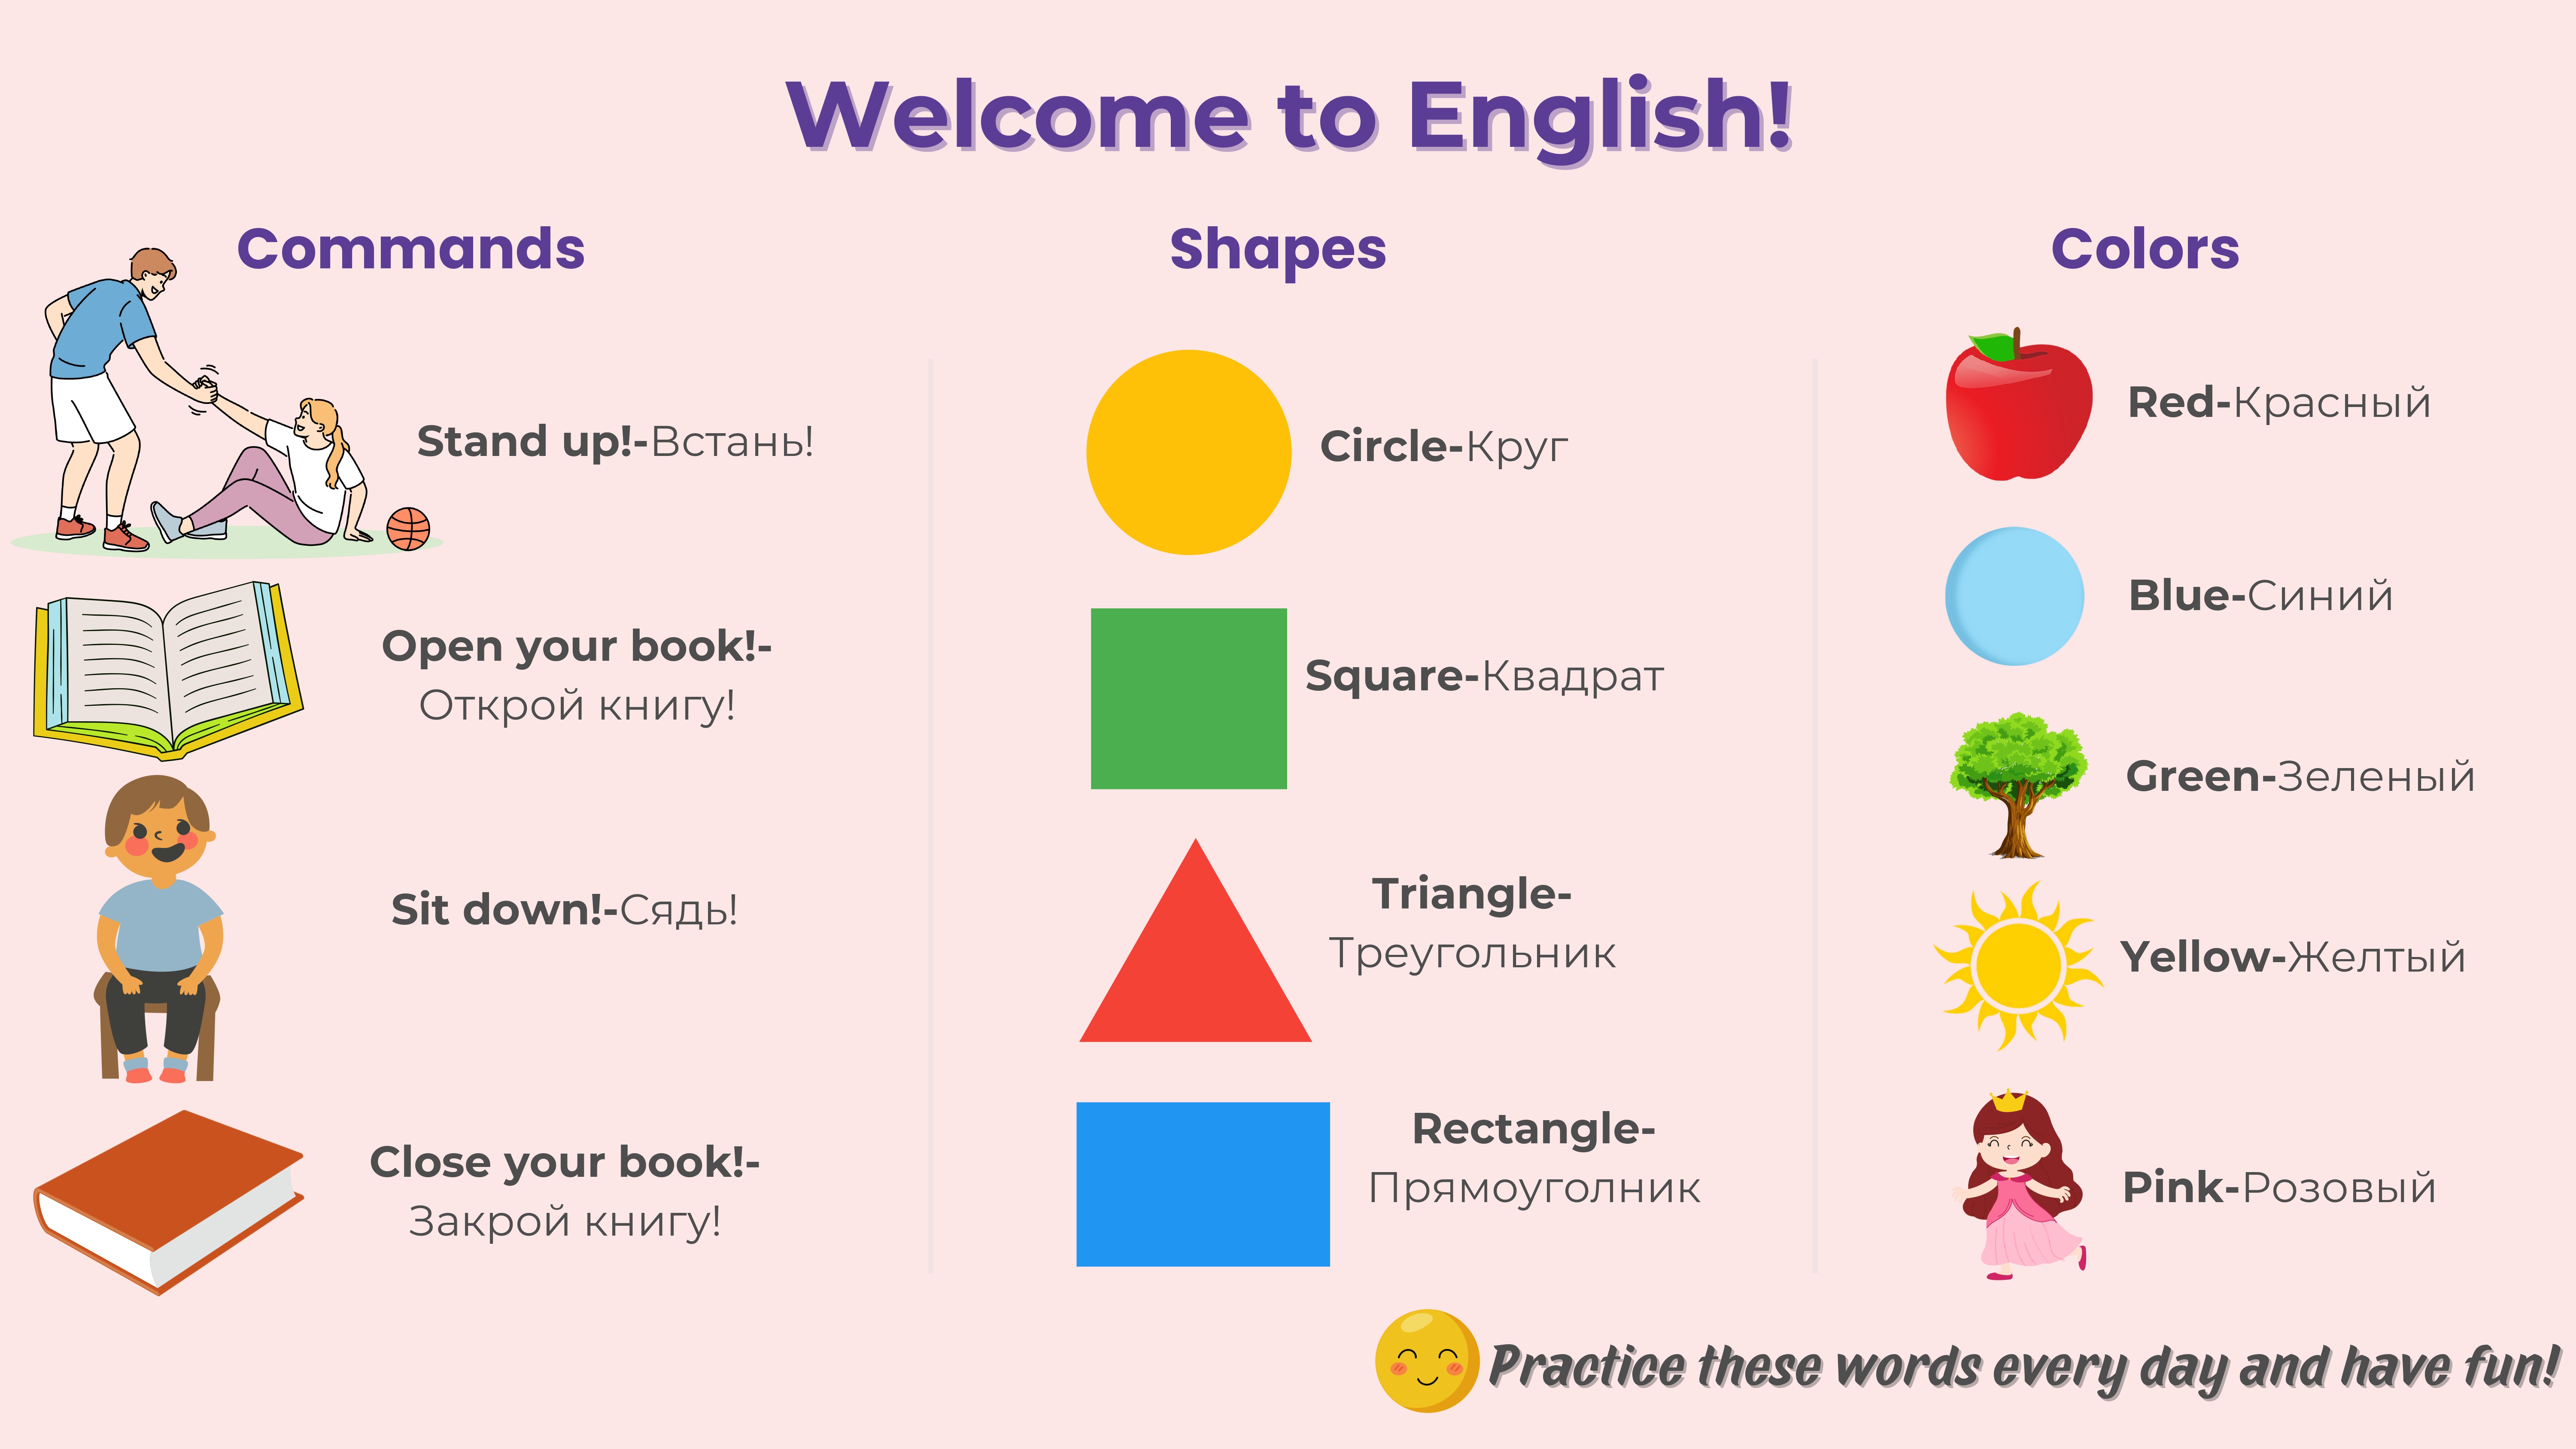 Welcome to English!
Commands
Stand up!-Встань!
Open your book!-
Открой книгу!
Sit down!-Сядь!
Close your book!-
Закрой книгу!
Shapes
Circle-Круг
Square-Квадрат
Triangle-
Треугольник
Rectangle-
Прямоуголник
Colors
Red-Красный
Blue-Синий
Green-Зеленый
Yellow-Желтый
Pink-Розовый
Practice these words every day and have fun!